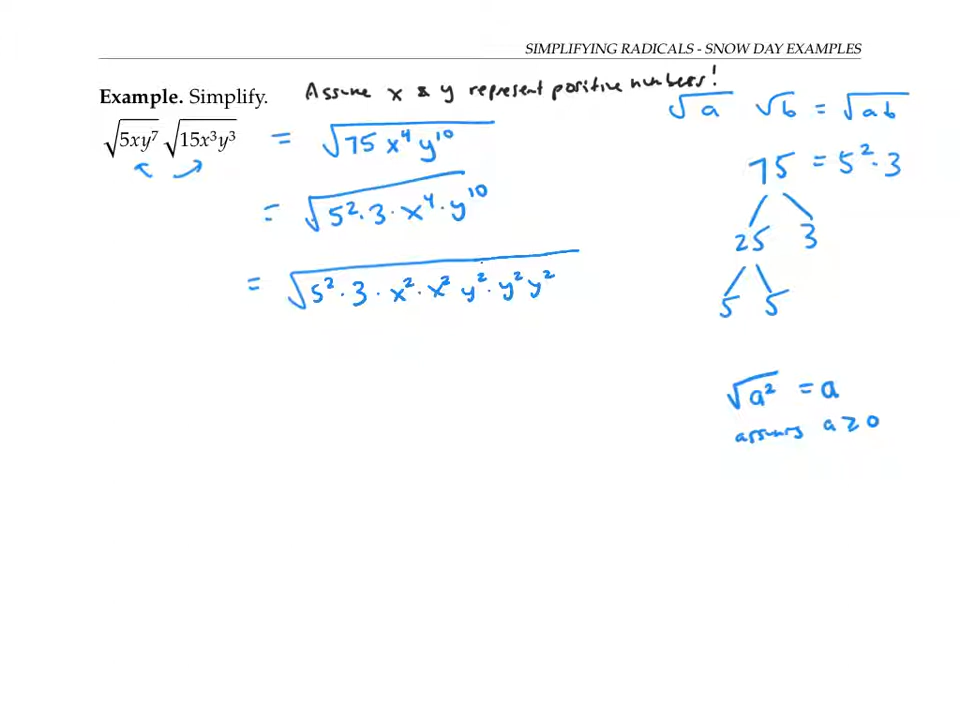 SIMPLIFYING RADICALS - SNOW DAY EXAMPLES
Example. Simplify. Assume x & y represent positive numbers!
√a √b = √ab
√5xy⁷ √15x³y³ = √75 x⁴ y¹⁰
75 = 5² · 3
= √5² · 3 · x⁴ · y¹⁰
25 3
= √5² · 3 · x² · x² y² · y² y²
5 5
√a² = a
assumes a ≥ 0